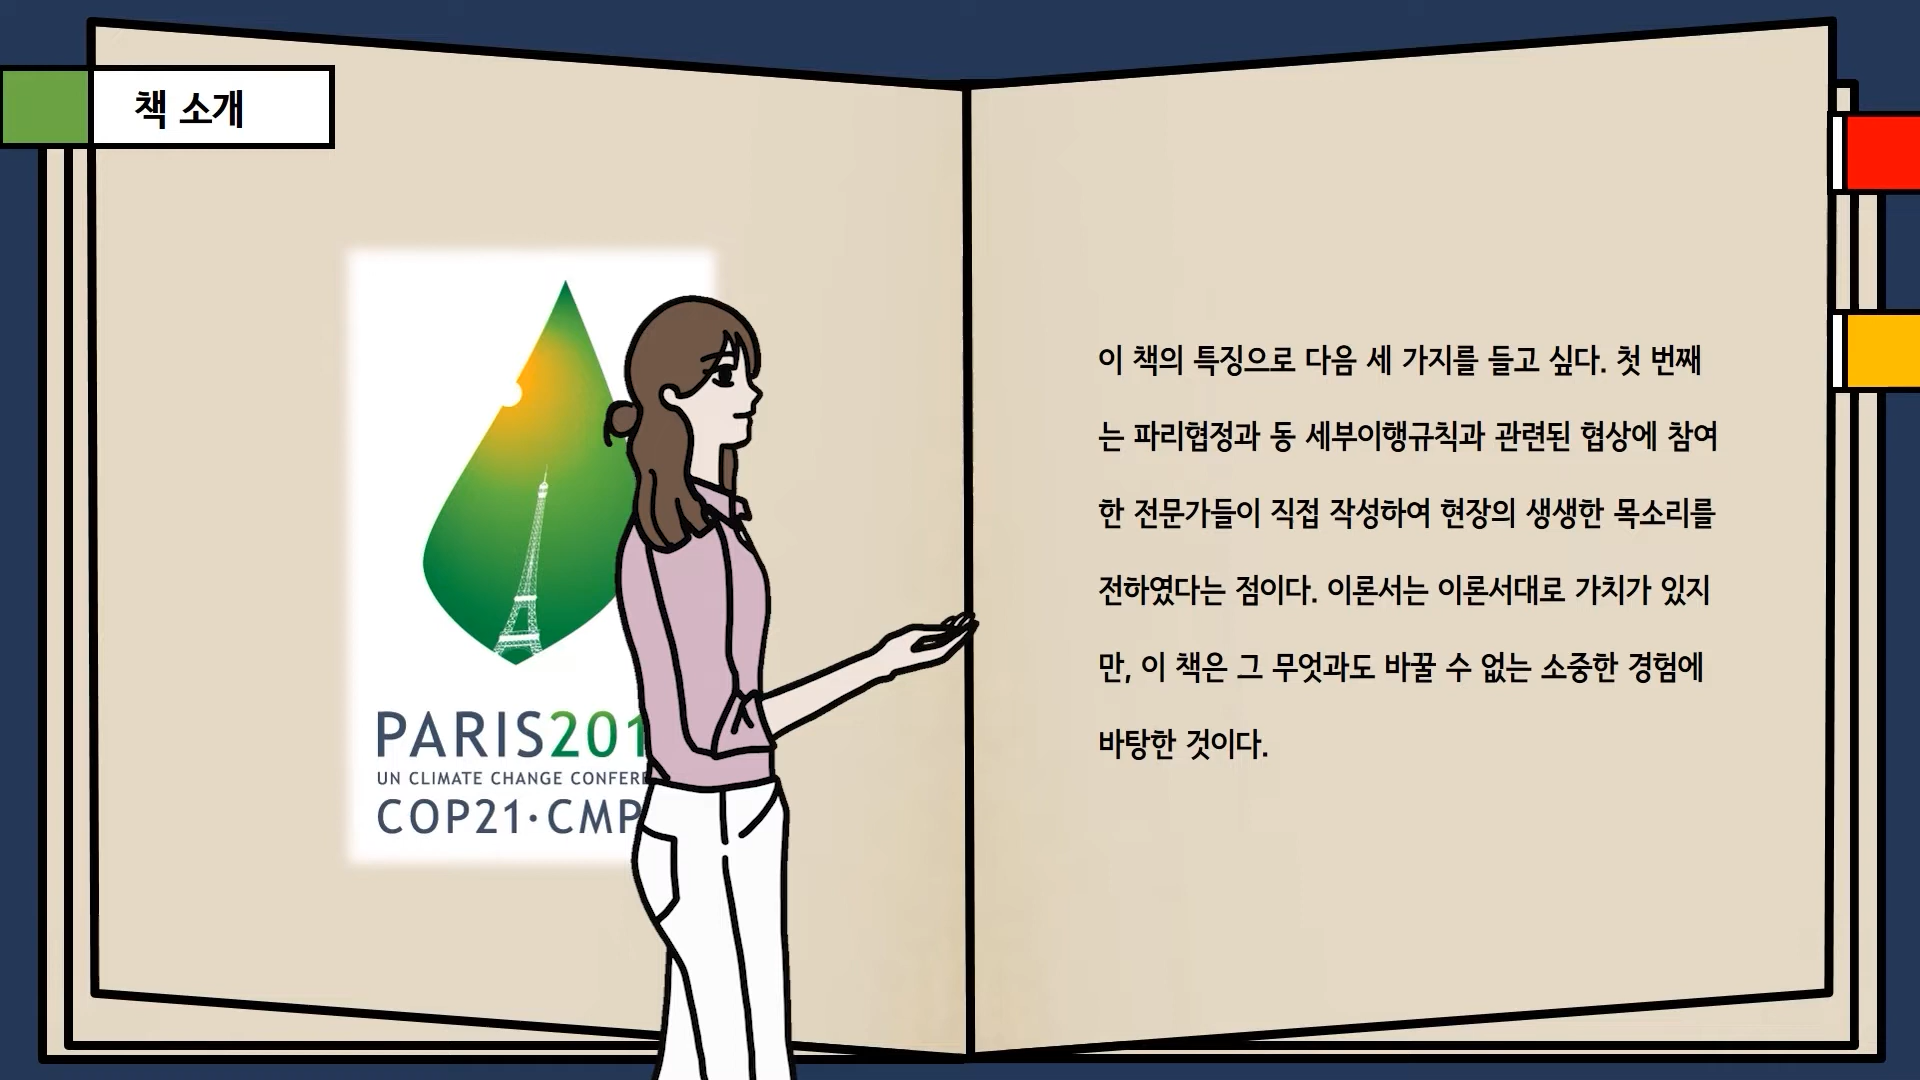 책 소개
PARIS201
UN CLIMATE CHANGE CONFERE
COP21·CMP
이 책의 특징으로 다음 세 가지를 들고 싶다. 첫 번째
는 파리협정과 동 세부이행규칙과 관련된 협상에 참여
한 전문가들이 직접 작성하여 현장의 생생한 목소리를
전하였다는 점이다. 이론서는 이론서대로 가치가 있지
만, 이 책은 그 무엇과도 바꿀 수 없는 소중한 경험에
바탕한 것이다.